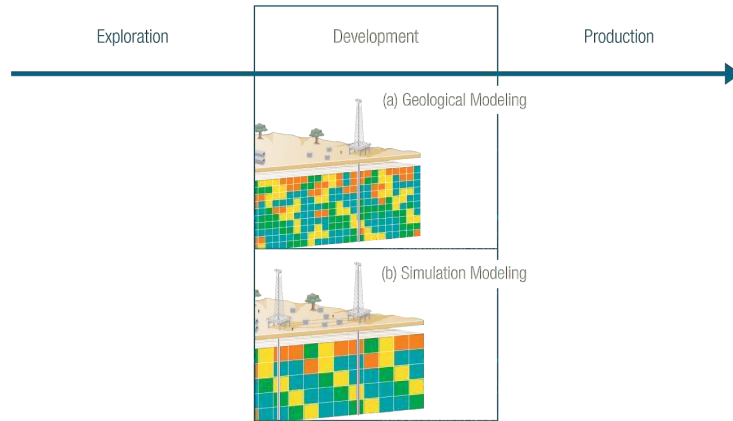 Exploration
Development
Production
(a) Geological Modeling
(b) Simulation Modeling